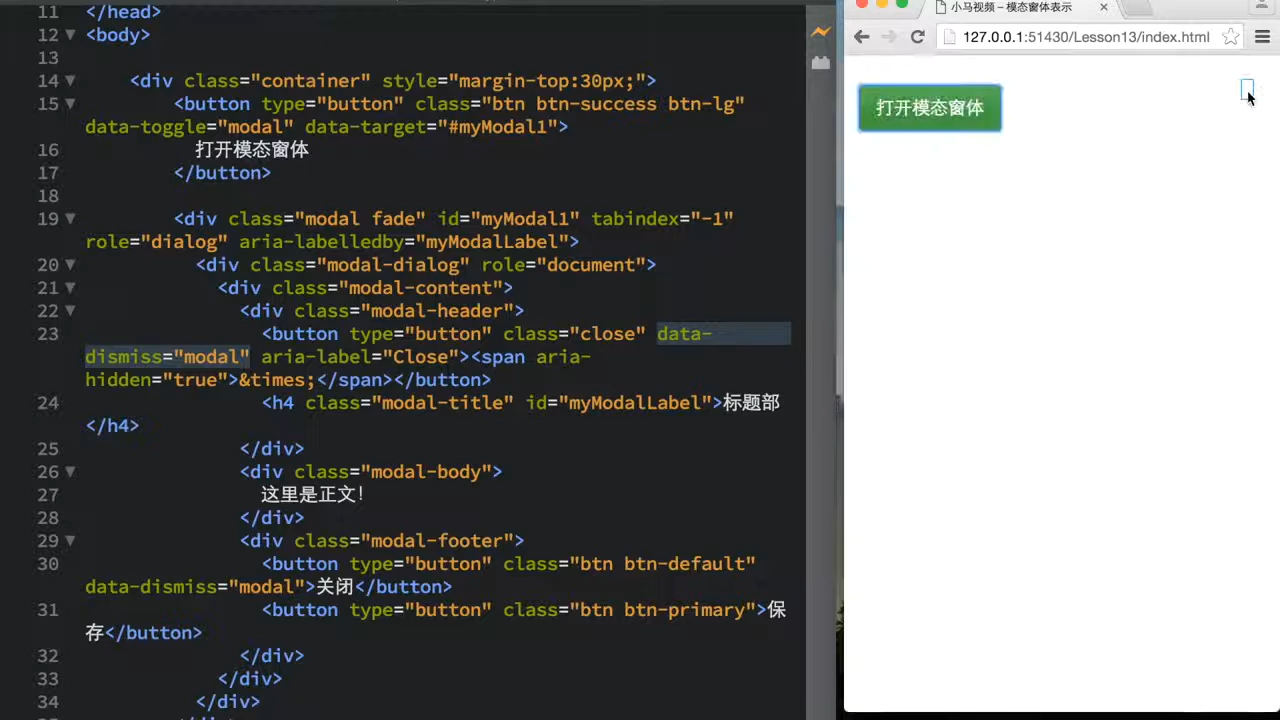 11 </head>
12 <body>
13
14 <div class="container" style="margin-top:30px;">
15 <button type="button" class="btn btn-success btn-lg"
data-toggle="modal" data-target="#myModal1">
16 打开模态窗体
17 </button>
18
19 <div class="modal fade" id="myModal1" tabindex="-1"
role="dialog" aria-labelledby="myModalLabel">
20 <div class="modal-dialog" role="document">
21 <div class="modal-content">
22 <div class="modal-header">
23 <button type="button" class="close" data-
dismiss="modal" aria-label="Close"><span aria-
hidden="true">&times;</span></button>
24 <h4 class="modal-title" id="myModalLabel">标题部
</h4>
25 </div>
26 <div class="modal-body">
27 这里是正文!
28 </div>
29 <div class="modal-footer">
30 <button type="button" class="btn btn-default"
data-dismiss="modal">关闭</button>
31 <button type="button" class="btn btn-primary">保
存</button>
32 </div>
33 </div>
34 </div>
小马视频 – 模态窗体表示
127.0.0.1:51430/Lesson13/index.html
打开模态窗体